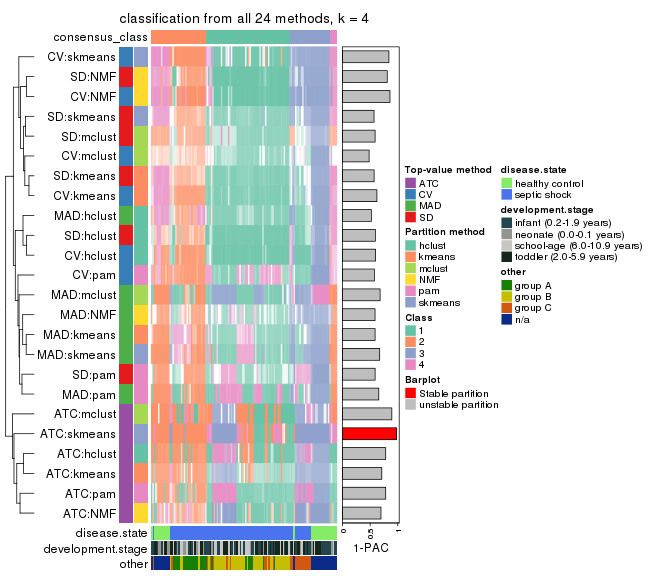 classification from all 24 methods, k = 4
consensus_class
CV:skmeans
SD:NMF
CV:NMF
SD:skmeans
SD:mclust
CV:mclust
SD:kmeans
CV:kmeans
MAD:hclust
SD:hclust
CV:hclust
CV:pam
MAD:mclust
MAD:NMF
MAD:kmeans
MAD:skmeans
SD:pam
MAD:pam
ATC:mclust
ATC:skmeans
ATC:hclust
ATC:kmeans
ATC:pam
ATC:NMF
disease.state
development.stage
other
0
0.5
1
1-PAC
Top-value method
ATC
CV
MAD
SD
Partition method
hclust
kmeans
mclust
NMF
pam
skmeans
Class
1
2
3
4
Barplot
Stable partition
unstable partition
disease.state
healthy control
septic shock
development.stage
infant (0.2-1.9 years)
neonate (0.0-0.1 years)
school-age (6.0-10.9 years)
toddler (2.0-5.9 years)
other
group A
group B
group C
n/a